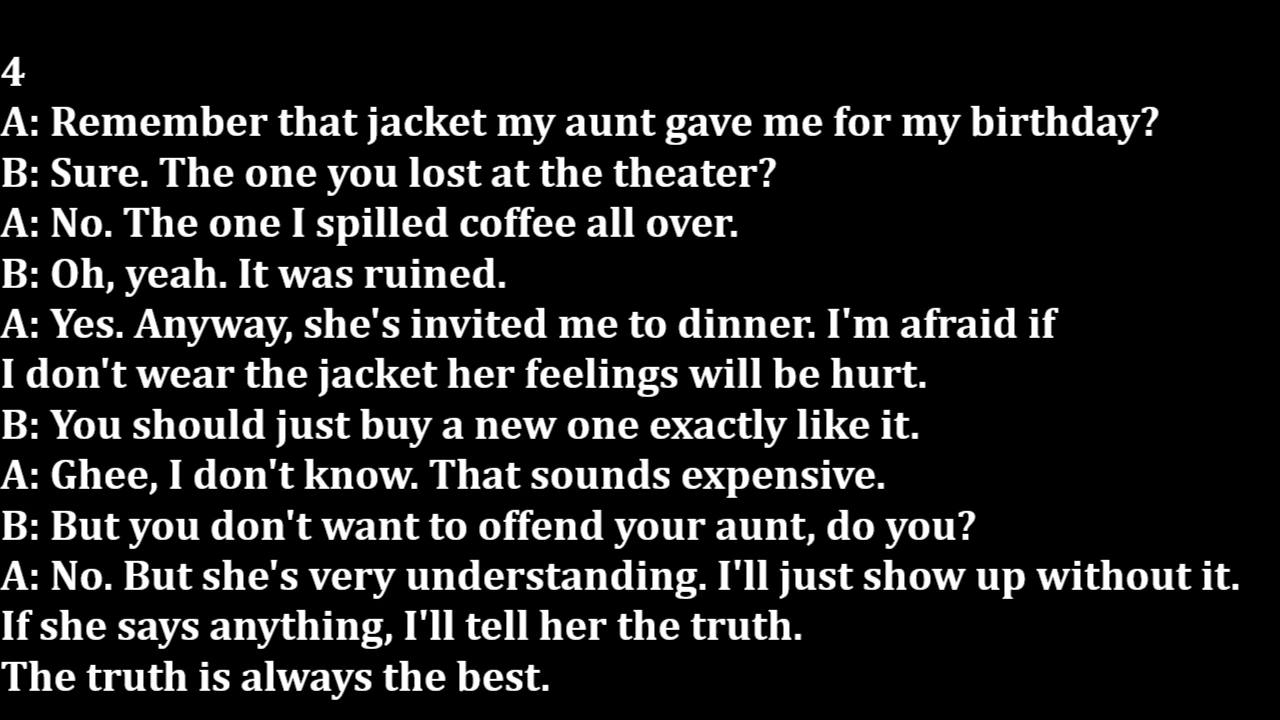 4
A: Remember that jacket my aunt gave me for my birthday?
B: Sure. The one you lost at the theater?
A: No. The one I spilled coffee all over.
B: Oh, yeah. It was ruined.
A: Yes. Anyway, she's invited me to dinner. I'm afraid if
I don't wear the jacket her feelings will be hurt.
B: You should just buy a new one exactly like it.
A: Ghee, I don't know. That sounds expensive.
B: But you don't want to offend your aunt, do you?
A: No. But she's very understanding. I'll just show up without it.
If she says anything, I'll tell her the truth.
The truth is always the best.